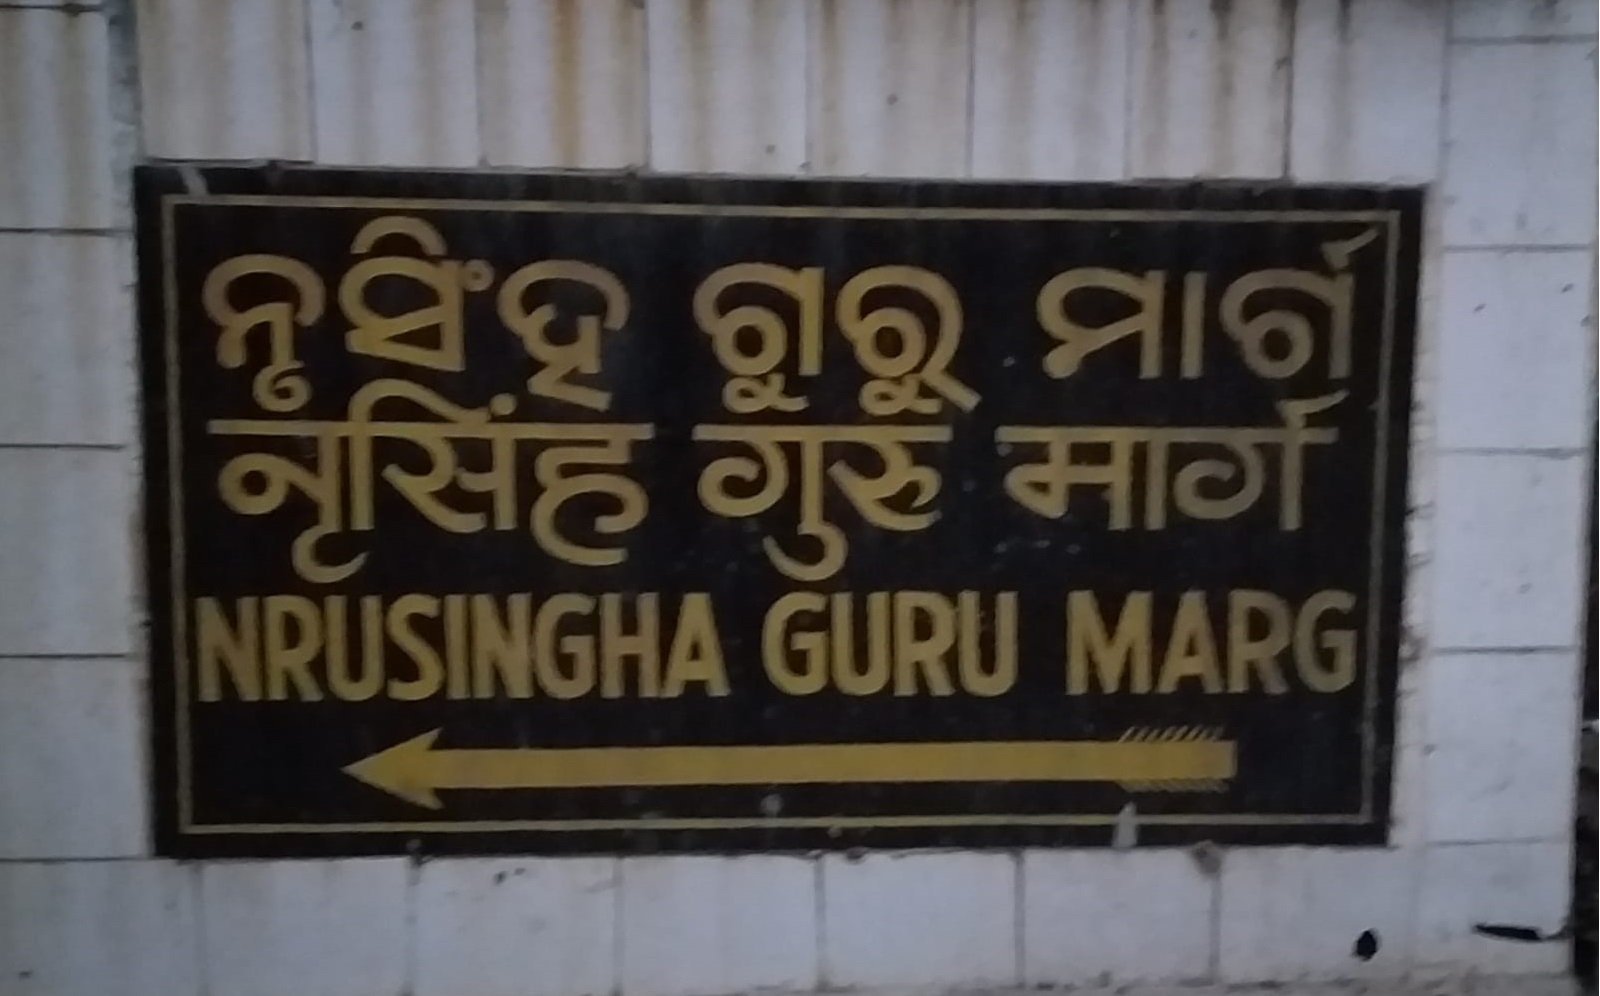 ନୃସିଂହ ଗୁରୁ ମାର୍ଗ
नृसिंह गुरु मार्ग
NRUSINGHA GURU MARG